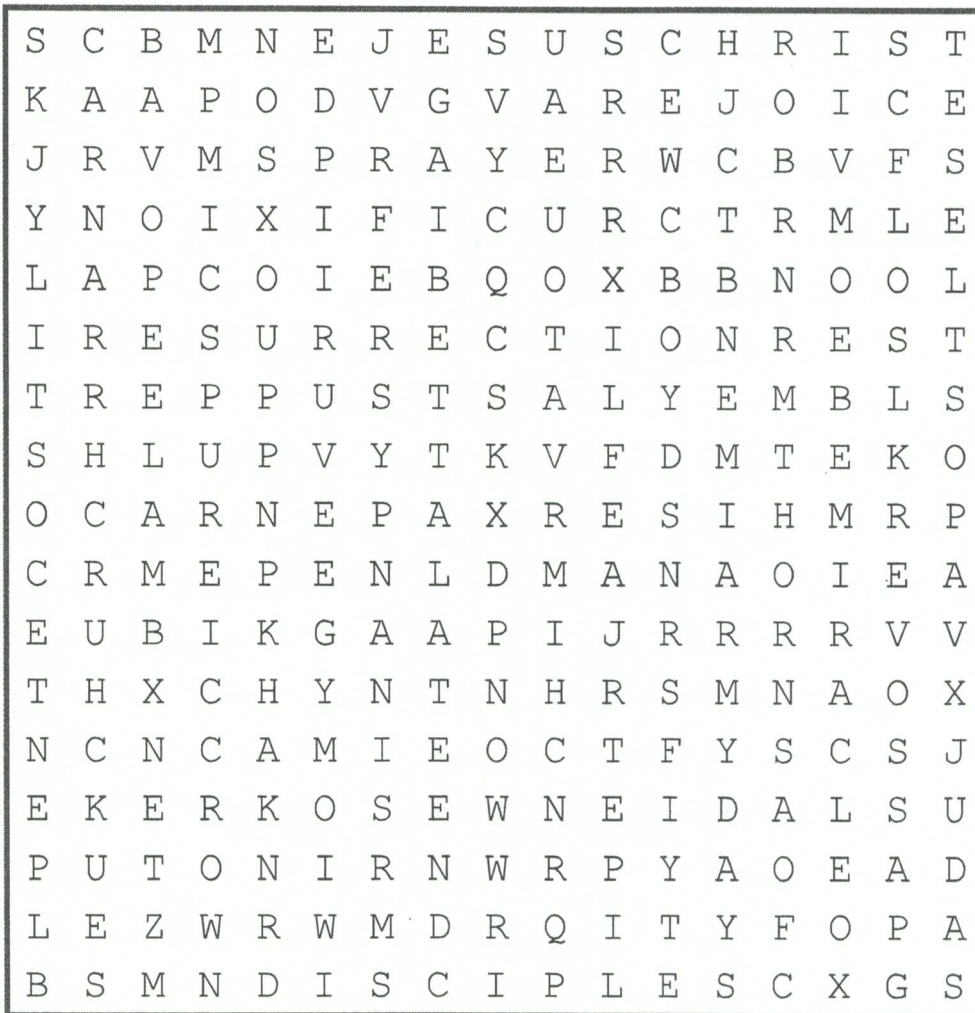 S C B M N E J E S U S C H R I S T
K A A P O D V G V A R E J O I C E
J R V M S P R A Y E R W C B V F S
Y N O I X I F I C U R C T R M L E
L A P C O I E B Q O X B B N O O L
I R E S U R R E C T I O N R E S T
T R E P P U S T S A L Y E M B L S
S H L U P V Y T K V F D M T E K O
O C A R N E P A X R E S I H M R P
C R M E P E N L D M A N A O I E A
E U B I K G A A P I J R R R R V V
T H X C H Y N T N H R S M N A O X
N C N C A M I E O C T F Y S C S J
E K E R K O S E W N E I D A L S U
P U T O N I R N W R P Y A O E A D
L E Z W R W M D R Q I T Y F O P A
B S M N D I S C I P L E S C X G S